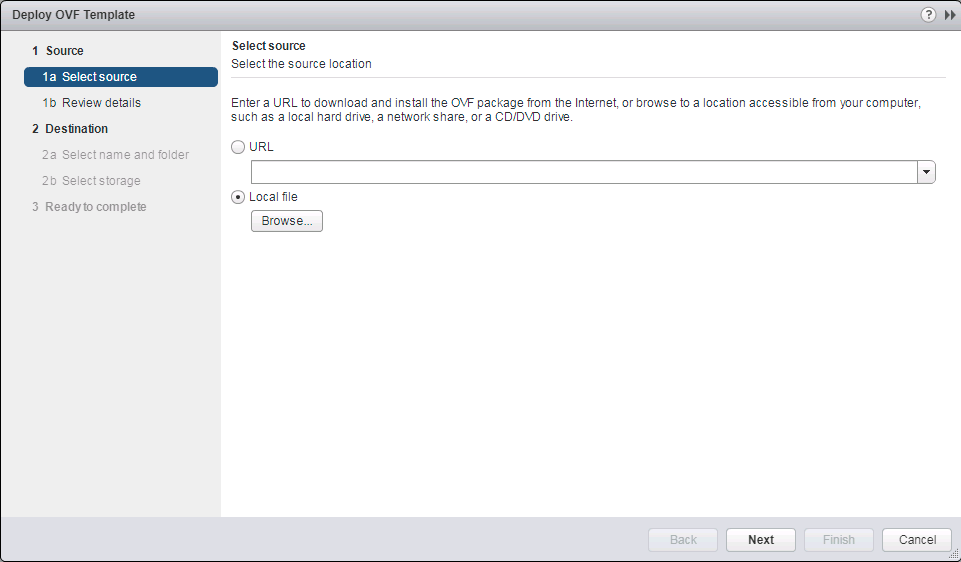 Deploy OVF Template
?
1 Source
1a Select source
1b Review details
2 Destination
2a Select name and folder
2b Select storage
3 Ready to complete
Select source
Select the source location
Enter a URL to download and install the OVF package from the Internet, or browse to a location accessible from your computer,
such as a local hard drive, a network share, or a CD/DVD drive.
URL
Local file
Browse...
Back
Next
Finish
Cancel